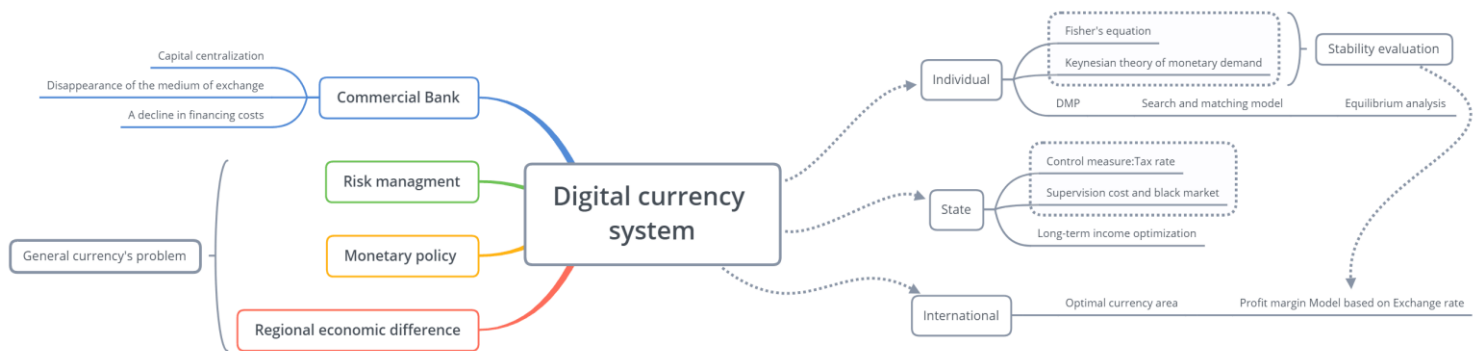 Capital centralization
Disappearance of the medium of exchange
A decline in financing costs
Commercial Bank
Risk managment
Monetary policy
Regional economic difference
General currency's problem
Digital currency
system
Individual
Fisher's equation
Keynesian theory of monetary demand
DMP Search and matching model Equilibrium analysis
Stability evaluation
State
Control measure:Tax rate
Supervision cost and black market
Long-term income optimization
International
Optimal currency area Profit margin Model based on Exchange rate